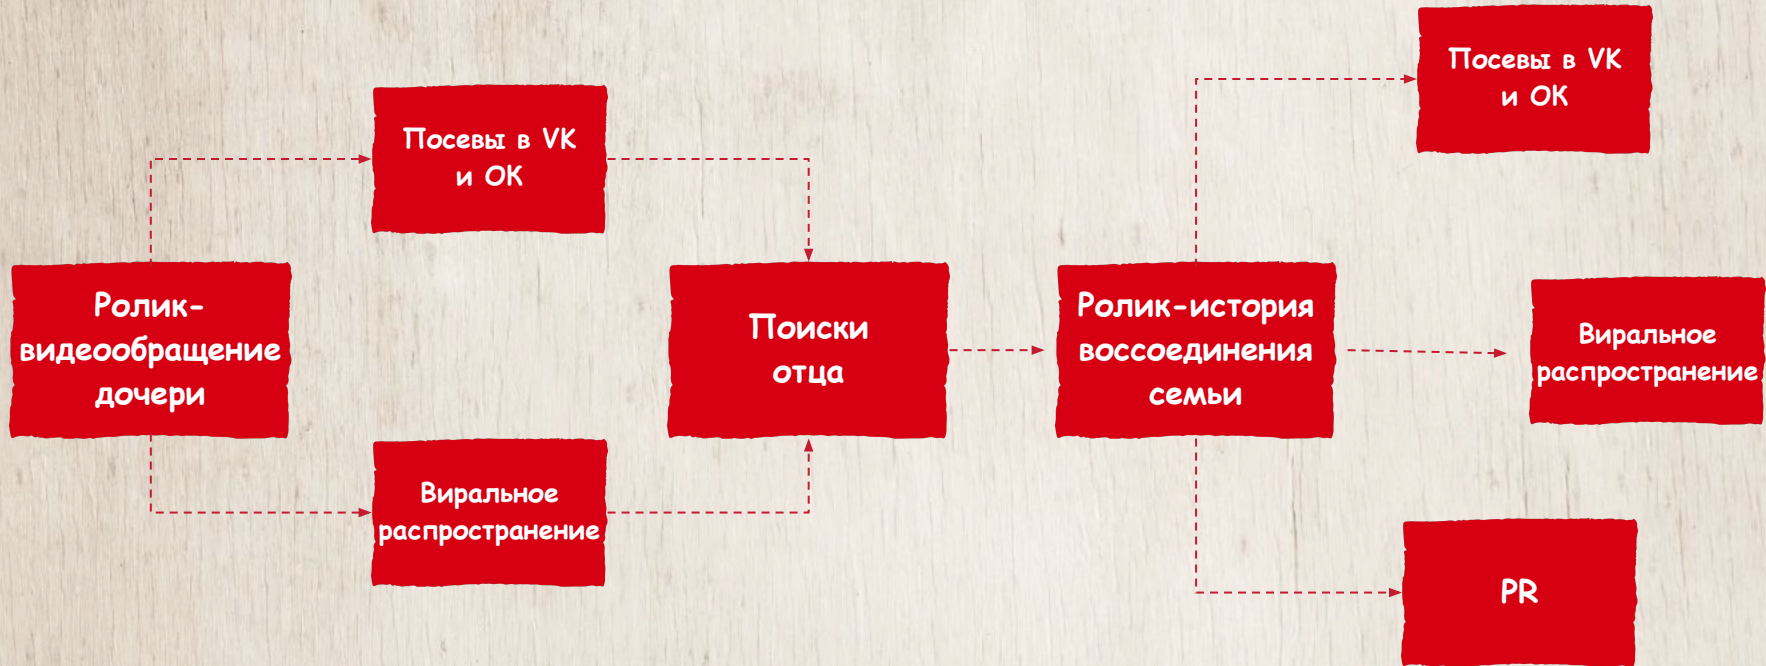 Ролик-
видеообращение
дочери
Посевы в VK
и OK
Виральное
распространение
Поиски
отца
Ролик-история
воссоединения
семьи
Посевы в VK
и OK
Виральное
распространение
PR